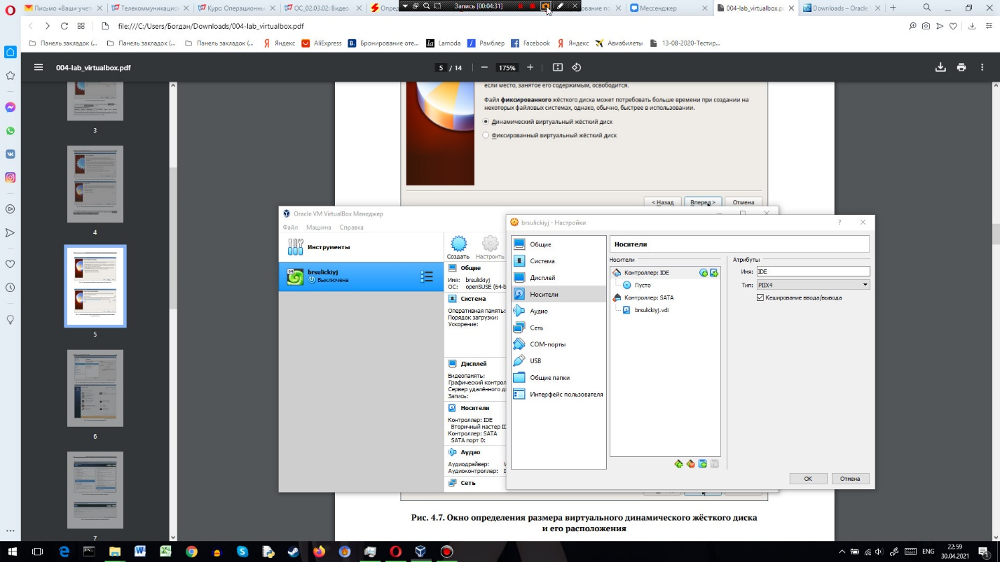 Письмо «Ваши учет
Телекоммуникацио
Курс: Операционны
ОС_02.03.02: Видео.
Опред
Запись [00:04:31]
ование по
Мессенджер
004-lab_virtualbox.p
Downloads – Oracle
file:///C:/Users/Богдан/Downloads/004-lab_virtualbox.pdf
Панель закладок (...
Панель закладок (...
Панель закладок (...
Яндекс
AliExpress
B. Бронирование оте...
la Lamoda
Рамблер
Facebook
Яндекс
Авиабилеты
13-08-2020-Тестир...
004-lab_virtualbox.pdf
5 / 14
175%
3
4
5
6
7
если место, занятое его содержимым, освободится.
Файл фиксированного жёсткого диска может потребовать больше времени при создании на
некоторых файловых системах, однако, обычно, быстрее в использовании.
Динамический виртуальный жёсткий диск
Фиксированный виртуальный жёсткий диск
< Назад
Вперед >
Отмена
Oracle VM VirtualBox Менеджер
Файл Машина Справка
Инструменты
brsulickiyj
Выключена
64
Создать
Настроить
Общие
Имя: brsulickiyj
ОС: openSUSE (64-b
Система
Оперативная память:
Порядок загрузки:
Ускорение:
Дисплей
Видеопамять:
Графический контрол
Сервер удалённого д
Запись:
Носители
Контроллер: IDE
Вторичный мастер ID
Контроллер: SATA
SATA порт 0:
Аудио
Аудиодрайвер:
Аудиоконтроллер:
Сеть
brsulickiyj - Настройки
?
Общие
Система
Дисплей
Носители
Аудио
Сеть
COM-порты
USB
Общие папки
Интерфейс пользователя
Носители
Носители
Контроллер: IDE
Пусто
Контроллер: SATA
brsulickiyj.vdi
Атрибуты
Имя: IDE
Тип: PIIX4
Кеширование ввода/вывода
OK
Отмена
Рис. 4.7. Окно определения размера виртуального динамического жёсткого диска
и его расположения
ENG
22:59
30.04.2021